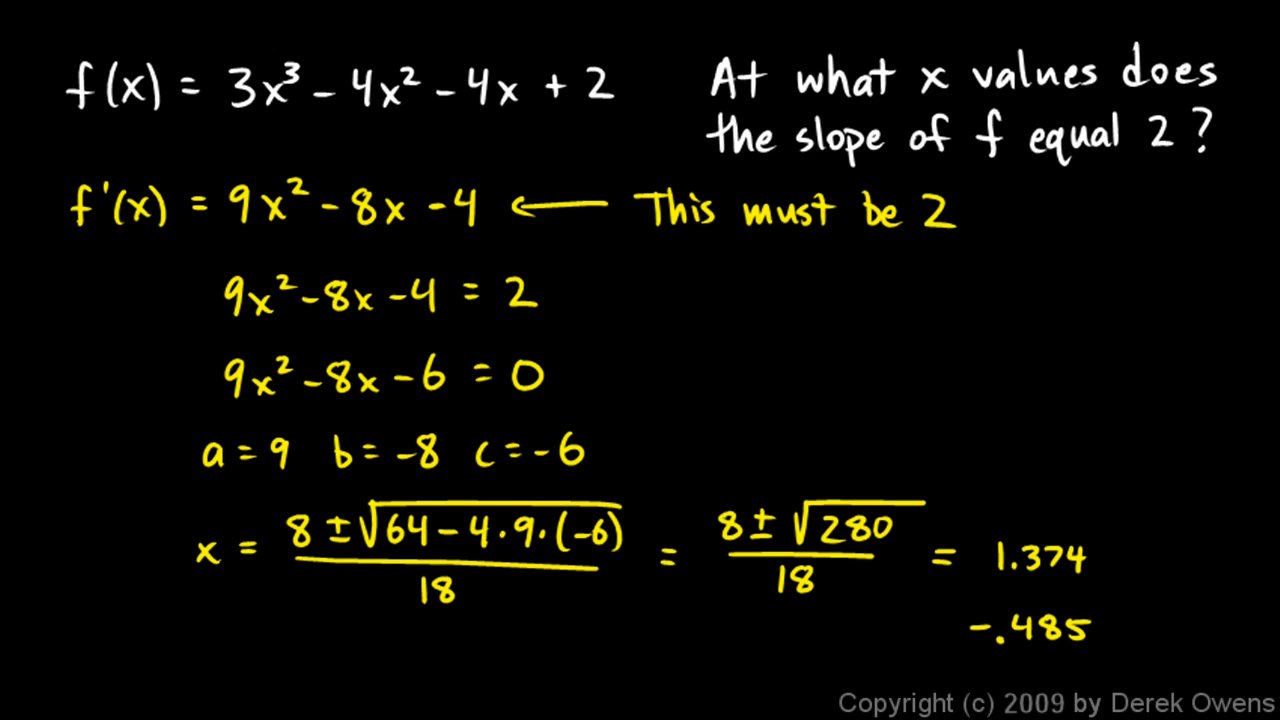 f(x) = 3x³ - 4x² - 4x + 2
At what x values does
the slope of f equal 2?
f'(x) = 9x² - 8x - 4 ← This must be 2
9x² - 8x - 4 = 2
9x² - 8x - 6 = 0
a = 9 b = -8 c = -6
x = (8 ± √(64 - 4·9·(-6)))/18 = (8 ± √280)/18 = 1.374
-.485
Copyright (c) 2009 by Derek Owens